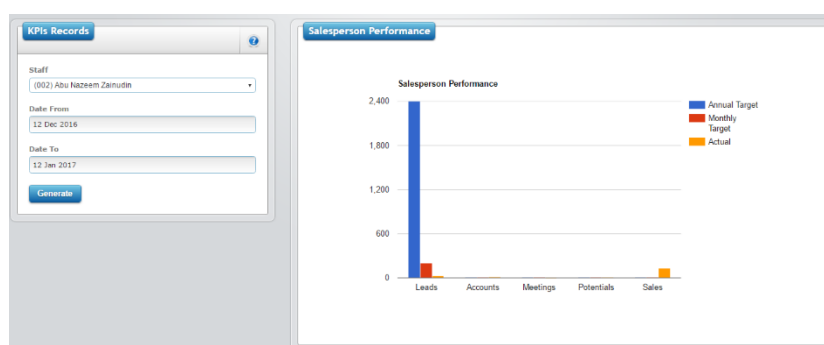 KPIs Records
Staff
(002) Abu Nazeem Zainudin
Date From
12 Dec 2016
Date To
12 Jan 2017
Generate
Salesperson Performance
Salesperson Performance
2,400
1,800
1,200
600
0
Leads Accounts Meetings Potentials Sales
Annual Target
Monthly
Target
Actual